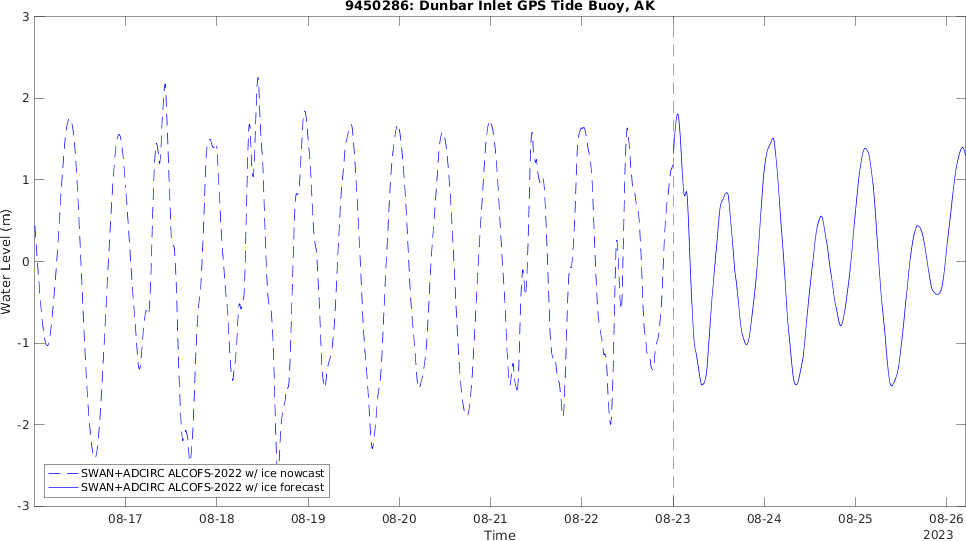 9450286: Dunbar Inlet GPS Tide Buoy, AK
3
2
1
0
-1
-2
-3
Water Level (m)
SWAN+ADCIRC ALCOFS-2022 w/ ice nowcast
SWAN+ADCIRC ALCOFS-2022 w/ ice forecast
08-17 08-18 08-19 08-20 08-21 08-22 08-23 08-24 08-25 08-26
Time
2023